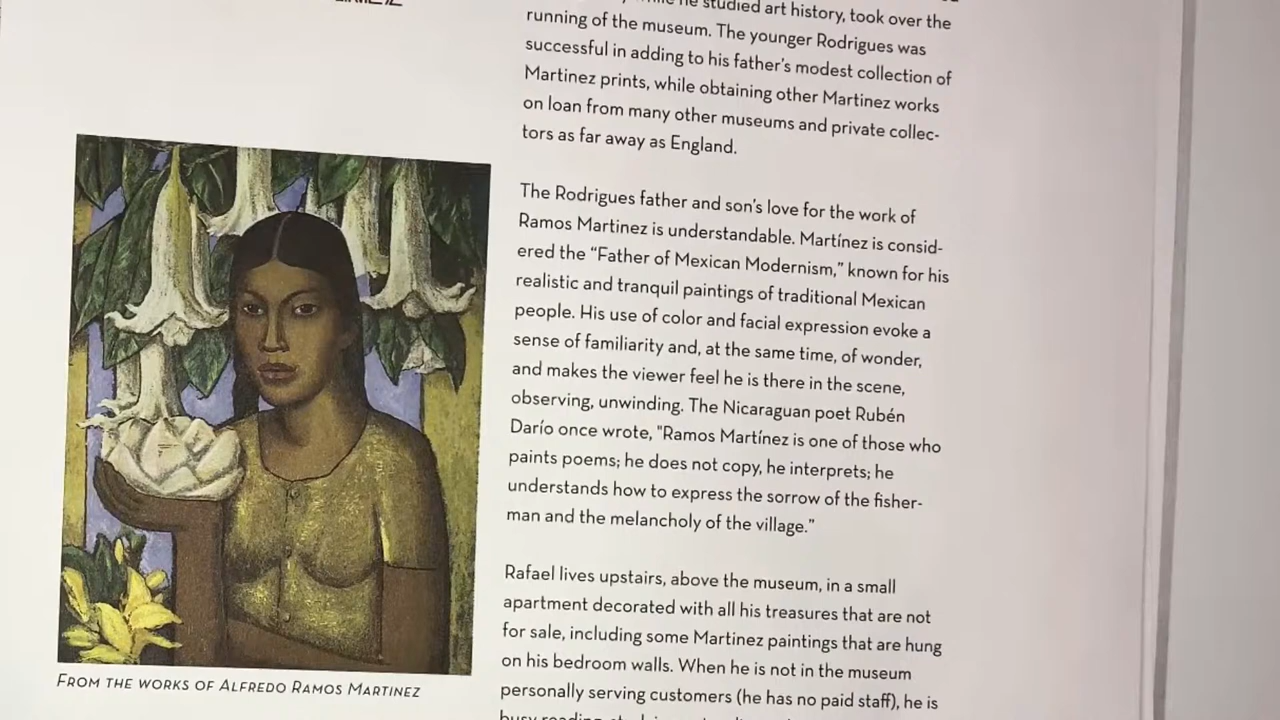 he studied art history, took over the
running of the museum. The younger Rodrigues was
successful in adding to his father's modest collection of
Martinez prints, while obtaining other Martinez works
on loan from many other museums and private collec-
tors as far away as England.
The Rodrigues father and son's love for the work of
Ramos Martinez is understandable. Martínez is consid-
ered the “Father of Mexican Modernism,” known for his
realistic and tranquil paintings of traditional Mexican
people. His use of color and facial expression evoke a
sense of familiarity and, at the same time, of wonder,
and makes the viewer feel he is there in the scene,
observing, unwinding. The Nicaraguan poet Rubén
Darío once wrote, "Ramos Martínez is one of those who
paints poems; he does not copy, he interprets; he
understands how to express the sorrow of the fisher-
man and the melancholy of the village.”
Rafael lives upstairs, above the museum, in a small
apartment decorated with all his treasures that are not
for sale, including some Martinez paintings that are hung
on his bedroom walls. When he is not in the museum
personally serving customers (he has no paid staff), he is
FROM THE WORKS OF ALFREDO RAMOS MARTINEZ